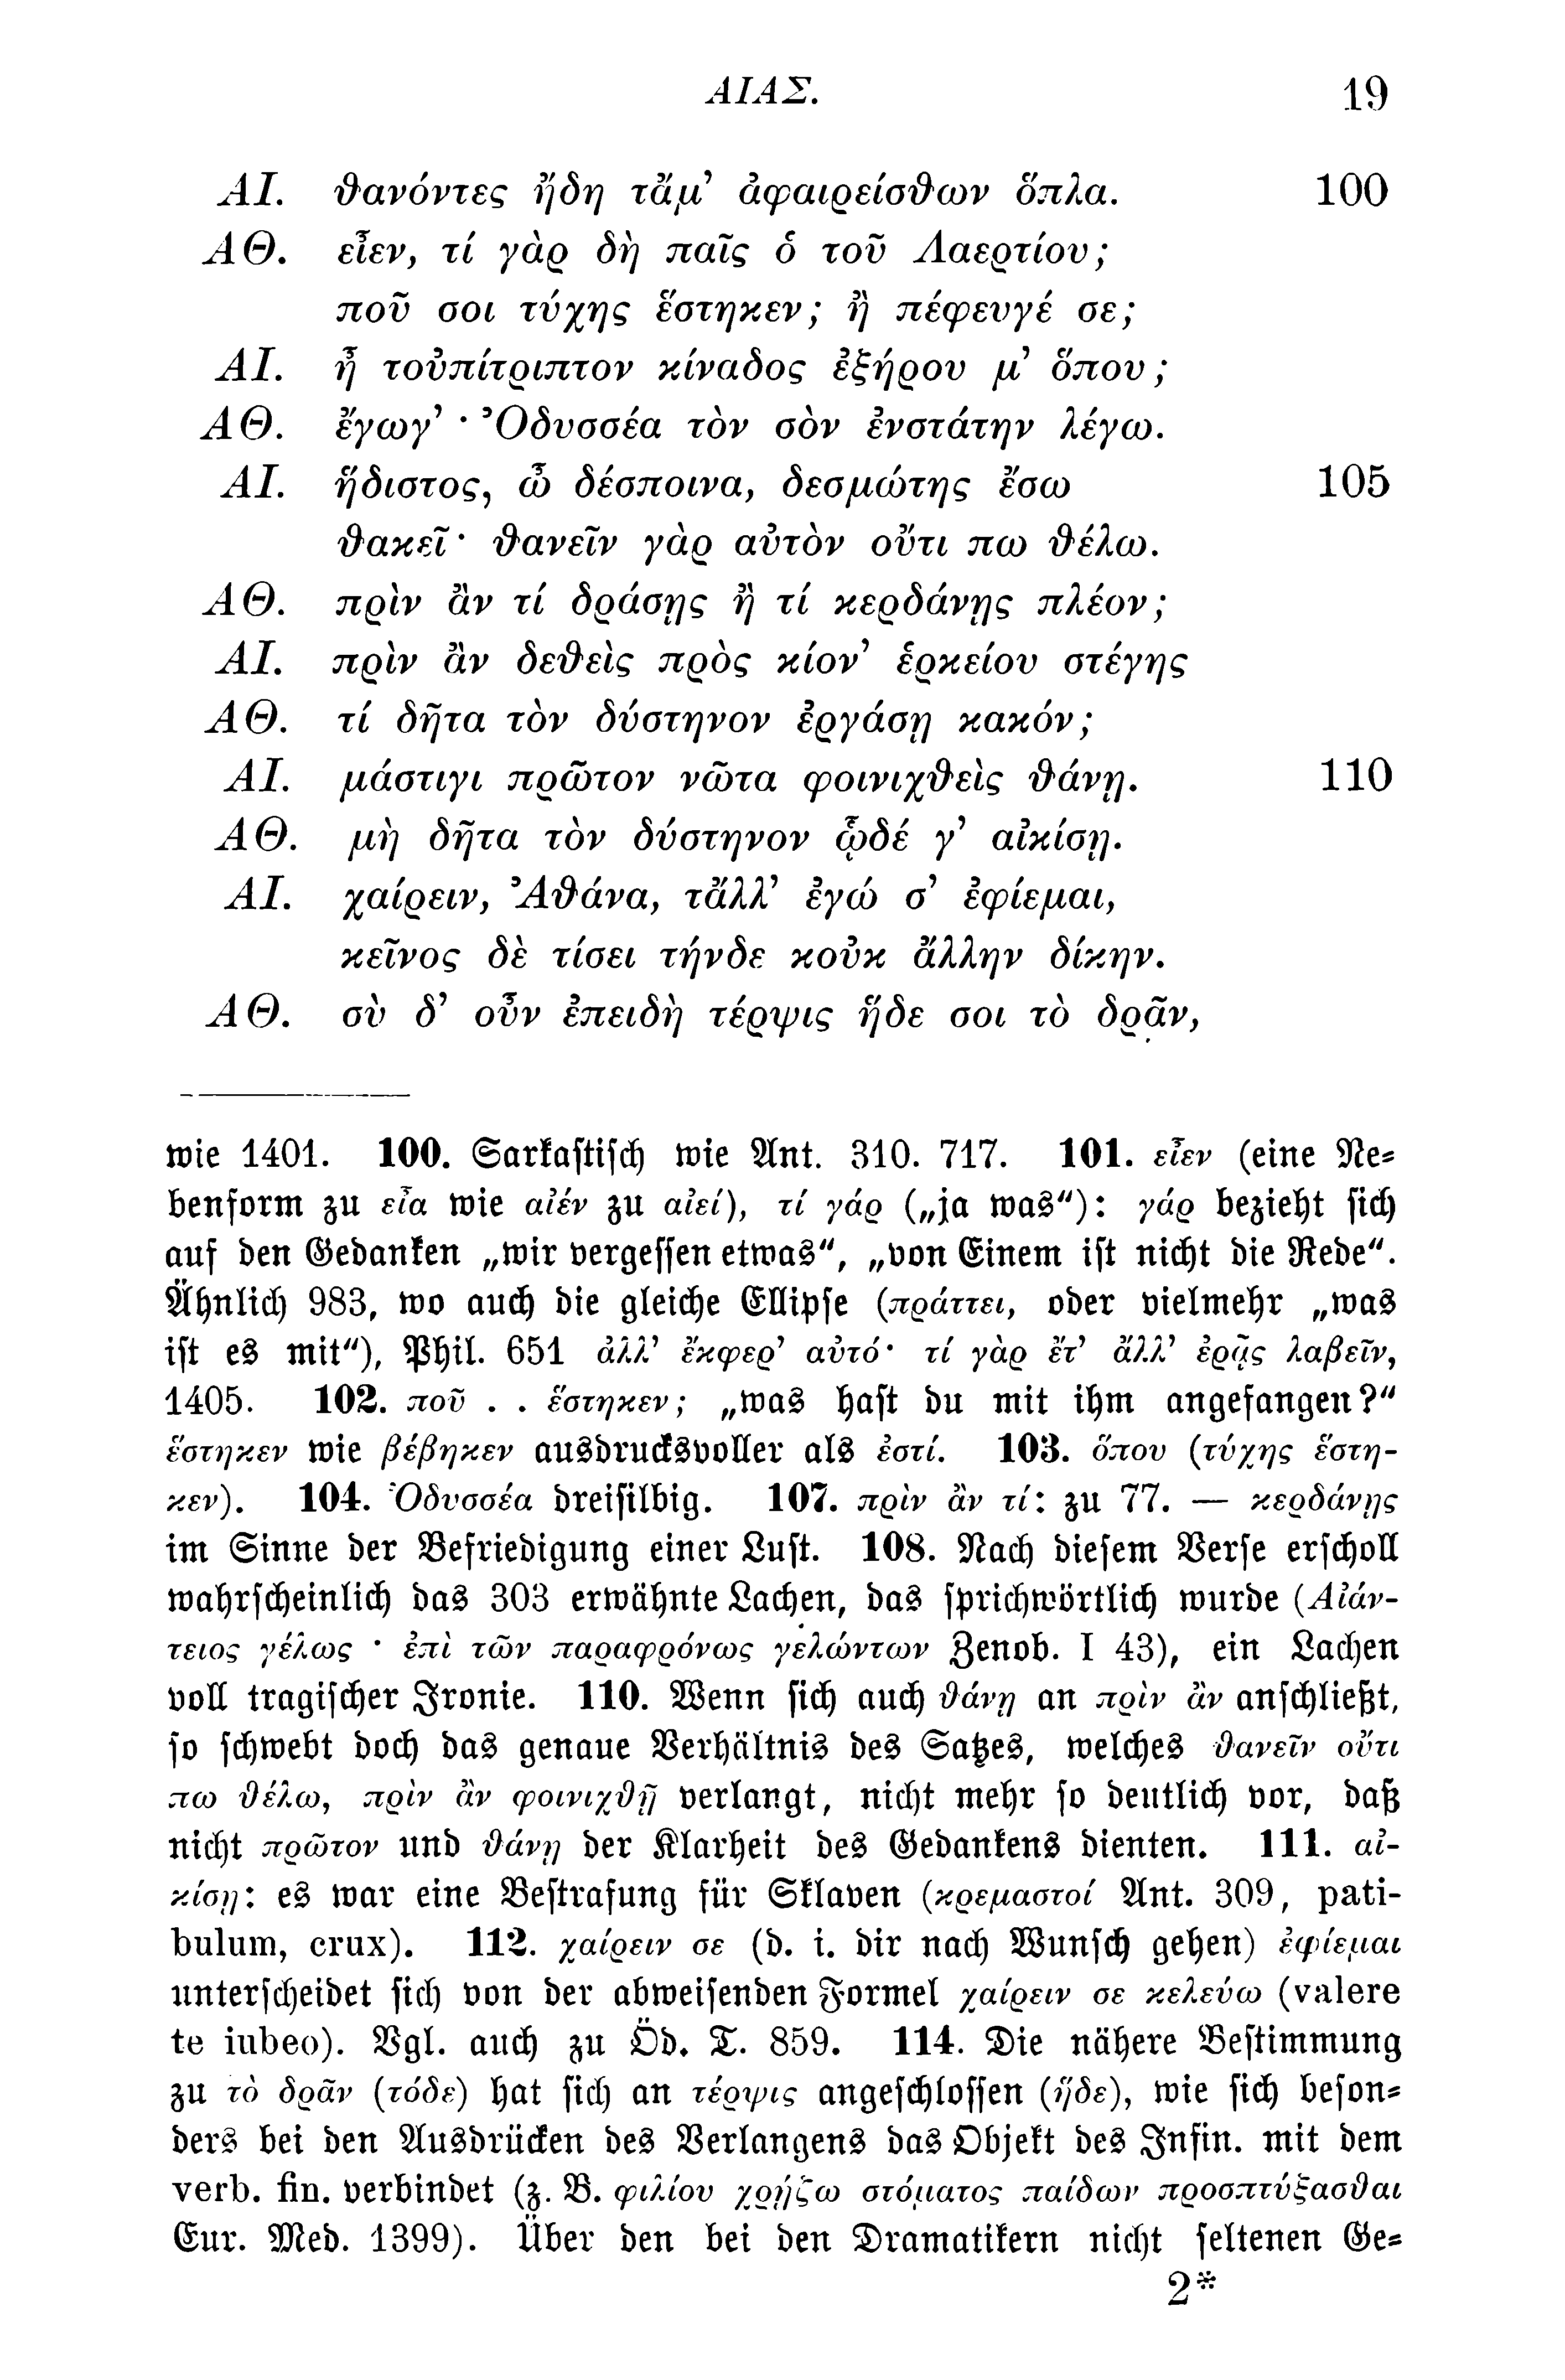 ΑΙΑΣ. 19
ΑΙ. θανόντες ἤδη τἄμ’ ἀφαιρείσθων ὅπλα. 100
ΑΘ. εἶεν, τί γὰρ δὴ παῖς ὁ τοῦ Λαερτίου;
ποῦ σοι τύχης ἕστηκεν; ἢ πέφευγέ σε;
ΑΙ. ἦ τοὐπίτριπτον κίναδος ἐξήρου μ’ ὅπου;
ΑΘ. ἔγωγ’ · Ὀδυσσέα τὸν σὸν ἐνστάτην λέγω.
ΑΙ. ἥδιστος, ὦ δέσποινα, δεσμώτης ἔσω 105
θακεῖ· θανεῖν γὰρ αὐτὸν οὔτι πω θέλω.
ΑΘ. πρὶν ἂν τί δράσῃς ἢ τί κερδάνῃς πλέον;
ΑΙ. πρὶν ἂν δεθεὶς πρὸς κίον’ ἑρκείου στέγης
ΑΘ. τί δῆτα τὸν δύστηνον ἐργάσῃ κακόν;
ΑΙ. μάστιγι πρῶτον νῶτα φοινιχθεὶς θάνῃ. 110
ΑΘ. μὴ δῆτα τὸν δύστηνον ᾧδέ γ’ αἰκίσῃ.
ΑΙ. χαίρειν, Ἀθάνα, τἄλλ’ ἐγώ σ’ ἐφίεμαι,
κεῖνος δὲ τίσει τήνδε κοὐκ ἄλλην δίκην.
ΑΘ. σὺ δ’ οὖν ἐπειδὴ τέρψις ἥδε σοι τὸ δρᾶν,
wie 1401. 100. Sarkaſtiſch wie Ant. 310. 717. 101. εἶεν (eine Ne-
benform zu εἶα wie αἰέν zu αἰεί), τί γάρ („ja was"): γάρ bezieht ſich
auf den Gedanken „wir vergeſſen etwas", „von Einem iſt nicht die Rede".
Ähnlich 983, wo auch die gleiche Ellipſe (πράττει, oder vielmehr „was
iſt es mit"), Phil. 651 ἀλλ’ ἔκφερ’ αὐτό· τί γὰρ ἔτ’ ἄλλ’ ἐρᾷς λαβεῖν,
1405. 102. ποῦ . . ἕστηκεν; „was haſt du mit ihm angefangen?"
ἕστηκεν wie βέβηκεν ausdrucksvoller als ἐστί. 103. ὅπου (τύχης ἕστη-
κεν). 104. Ὀδυσσέα dreiſilbig. 107. πρὶν ἂν τί: zu 77. — κερδάνῃς
im Sinne der Befriedigung einer Luſt. 108. Nach dieſem Verſe erſcholl
wahrſcheinlich das 303 erwähnte Lachen, das ſprichwörtlich wurde (Αἰάν-
τειος γέλως · ἐπὶ τῶν παραφρόνως γελώντων Zenob. I 43), ein Lachen
voll tragiſcher Ironie. 110. Wenn ſich auch θάνῃ an πρὶν ἂν anſchließt,
ſo ſchwebt doch das genaue Verhältnis des Satzes, welches θανεῖν οὔτι
πω θέλω, πρὶν ἂν φοινιχθῇ verlangt, nicht mehr ſo deutlich vor, daß
nicht πρῶτον und θάνῃ der Klarheit des Gedankens dienten. 111. αἰ-
κίσῃ: es war eine Beſtrafung für Sklaven (κρεμαστοί Ant. 309, pati-
bulum, crux). 112. χαίρειν σε (d. i. dir nach Wunſch gehen) ἐφίεμαι
unterſcheidet ſich von der abweiſenden Formel χαίρειν σε κελεύω (valere
te iubeo). Vgl. auch zu Öd. T. 859. 114. Die nähere Beſtimmung
zu τὸ δρᾶν (τόδε) hat ſich an τέρψις angeſchloſſen (ἥδε), wie ſich beſon-
ders bei den Ausdrücken des Verlangens das Objekt des Infin. mit dem
verb. fin. verbindet (z. B. φιλίου χρῄζω στόματος παίδων προσπτύξασθαι
Eur. Med. 1399). Über den bei den Dramatikern nicht ſeltenen Ge-
2*